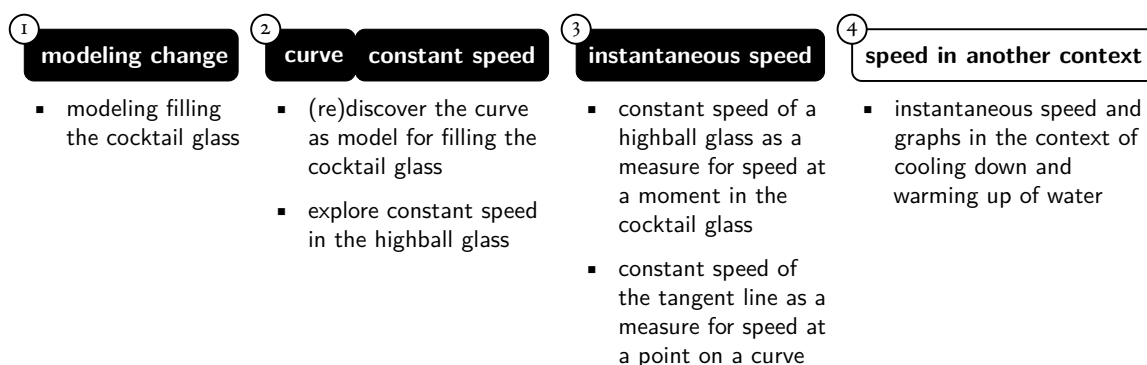 1
modeling change
▪ modeling filling
the cocktail glass
2
curve constant speed
▪ (re)discover the curve
as model for filling the
cocktail glass
▪ explore constant speed
in the highball glass
3
instantaneous speed
▪ constant speed of a
highball glass as a
measure for speed at
a moment in the
cocktail glass
▪ constant speed of
the tangent line as a
measure for speed at
a point on a curve
4
speed in another context
▪ instantaneous speed and
graphs in the context of
cooling down and
warming up of water